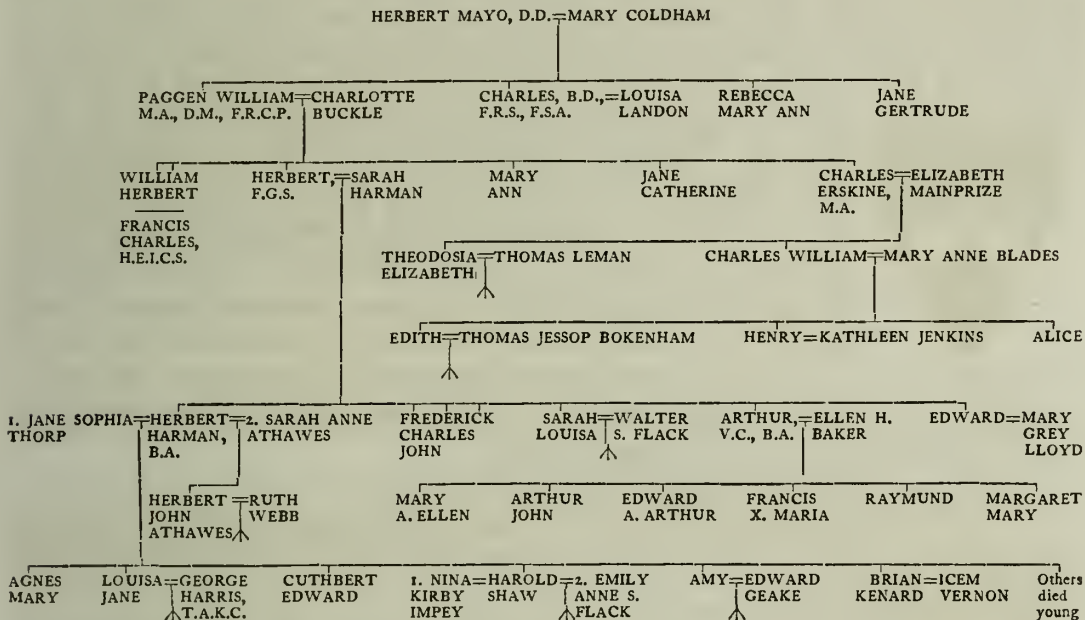 HERBERT MAYO, D.D.=MARY COLDHAM
PAGGEN WILLIAM=CHARLOTTE CHARLES, B.D.,=LOUISA REBECCA JANE
M.A., D.M., F.R.C.P. BUCKLE F.R.S., F.S.A. LANDON MARY ANN GERTRUDE
WILLIAM HERBERT,=SARAH MARY JANE CHARLES=ELIZABETH
HERBERT F.G.S. HARMAN ANN CATHERINE ERSKINE, MAINPRIZE
M.A.
FRANCIS
CHARLES,
H.E.I.C.S.
THEODOSIA=THOMAS LEMAN CHARLES WILLIAM=MARY ANNE BLADES
ELIZABETH
EDITH=THOMAS JESSOP BOKENHAM HENRY=KATHLEEN JENKINS ALICE
1. JANE SOPHIA=HERBERT=2. SARAH ANNE FREDERICK SARAH=WALTER ARTHUR,=ELLEN H. EDWARD=MARY
THORP HARMAN, ATHAWES CHARLES LOUISA S. FLACK V.C., B.A. BAKER GREY
B.A. JOHN LLOYD
HERBERT=RUTH MARY ARTHUR EDWARD FRANCIS RAYMUND MARGARET
JOHN WEBB A. ELLEN JOHN A. ARTHUR X. MARIA MARY
ATHAWES
AGNES LOUISA=GEORGE CUTHBERT 1. NINA=HAROLD=2. EMILY AMY=EDWARD BRIAN=ICEM Others
MARY JANE HARRIS, EDWARD KIRBY SHAW ANNE S. GEAKE KENARD VERNON died
T.A.K.C. IMPEY FLACK young